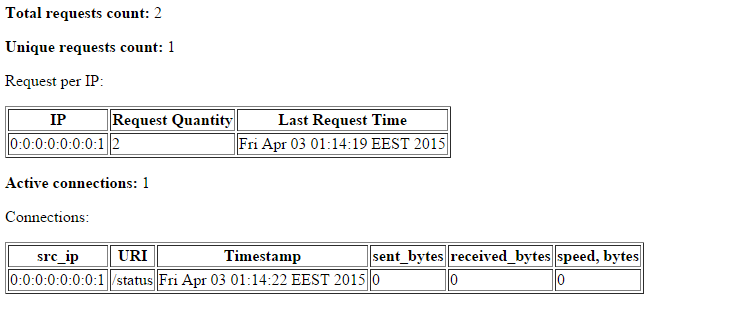 Total requests count: 2
Unique requests count: 1
Request per IP:
IP Request Quantity Last Request Time
0:0:0:0:0:0:0:1 2 Fri Apr 03 01:14:19 EEST 2015
Active connections: 1
Connections:
src_ip URI Timestamp sent_bytes received_bytes speed, bytes
0:0:0:0:0:0:0:1 /status Fri Apr 03 01:14:22 EEST 2015 0 0 0